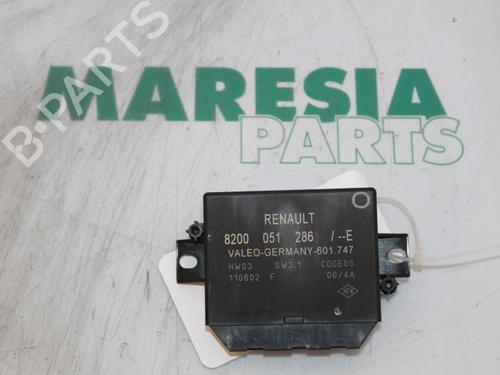 B-PARTS
MARESIA
PARTS
RENAULT
8200 051 286 /--E
VALEO-GERMANY-601.747
HW03 SW3.1 CODE06
110602 F 06/4A